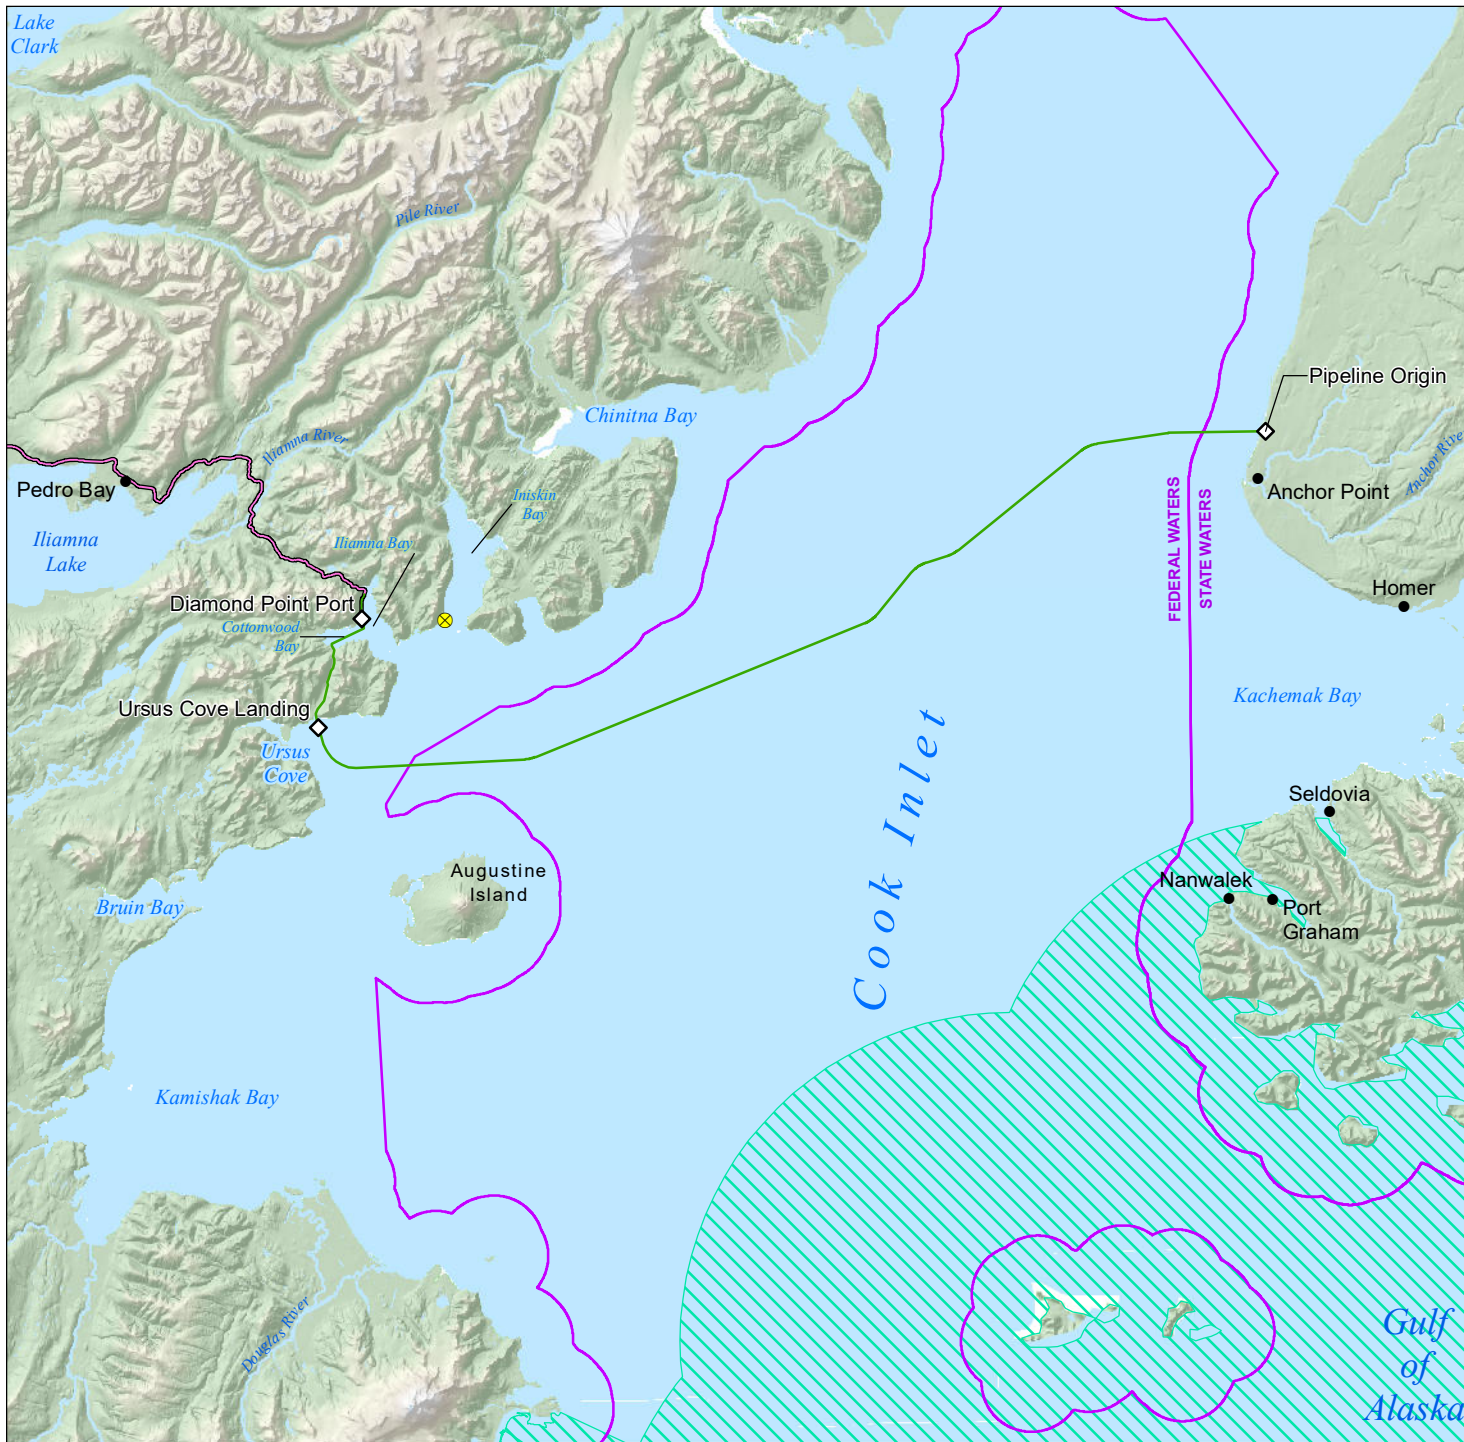 Lake
Clark
Pile River
Pipeline Origin
Chinitna Bay
Iliamna River
Anchor River
Pedro Bay
Iniskin
Bay
Anchor Point
FEDERAL WATERS
STATE WATERS
Iliamna
Lake
Iliamna Bay
Homer
Diamond Point Port
Cottonwood
Bay
Kachemak Bay
Ursus Cove Landing
Ursus
Cove
Cook Inlet
Seldovia
Augustine
Island
Nanwalek
Port
Graham
Bruin Bay
Kamishak Bay
Douglas River
Gulf
of
Alaska